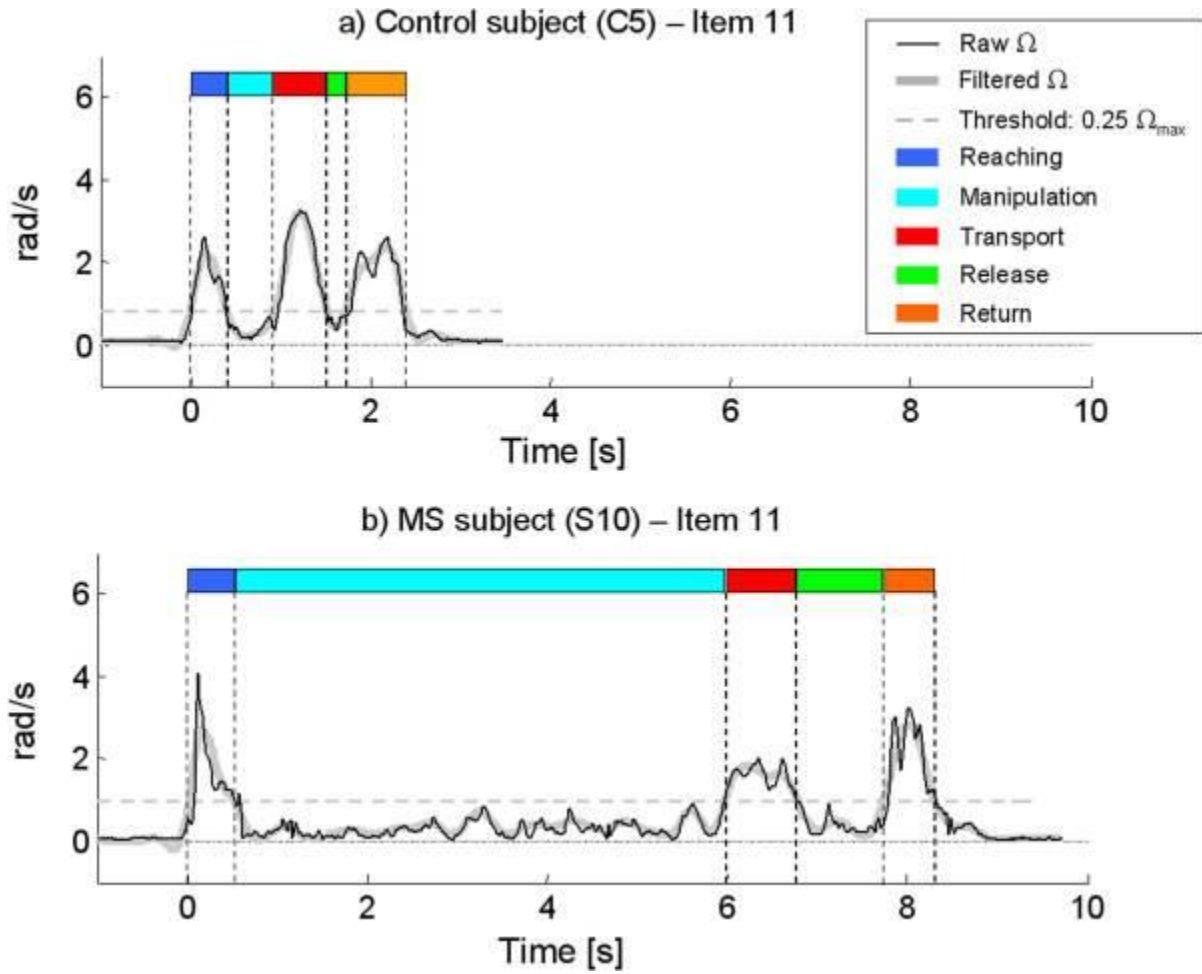 a) Control subject (C5) – Item 11
Raw Ω
Filtered Ω
Threshold: 0.25 Ωmax
Reaching
Manipulation
Transport
Release
Return
rad/s
6
4
2
0
0 2 4 6 8 10
Time [s]
b) MS subject (S10) – Item 11
rad/s
6
4
2
0
0 2 4 6 8 10
Time [s]